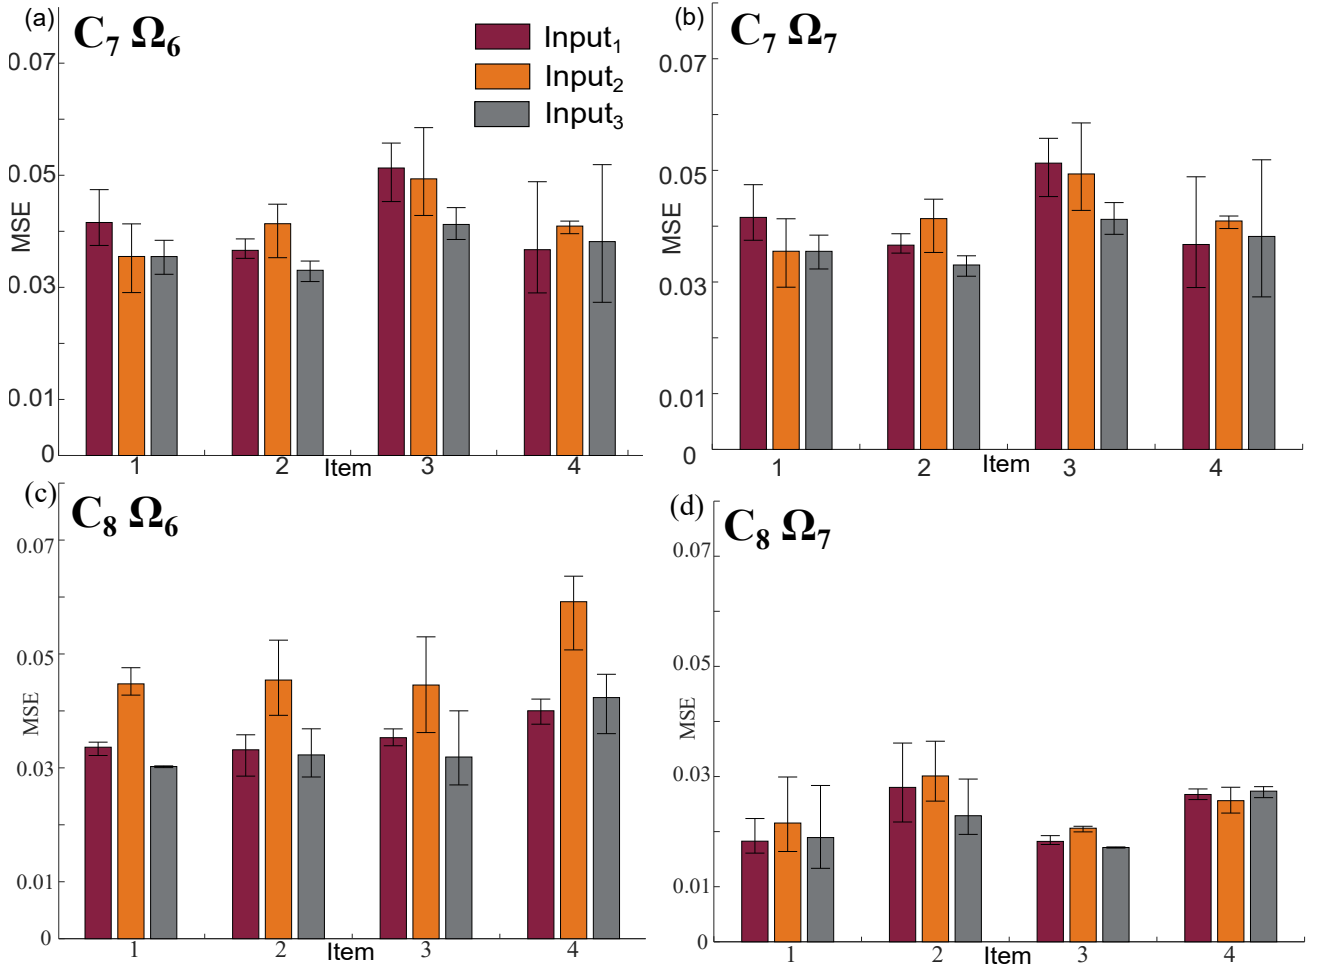 (a)
C₇ Ω₆
Input₁
Input₂
Input₃
0.07
0.05
0.03
0.01
0
MSE
1 2 Item 3 4
(b)
C₇ Ω₇
0.07
0.05
0.03
0.01
0
MSE
1 2 Item 3 4
(c)
C₈ Ω₆
0.07
0.05
0.03
0.01
0
MSE
1 2 Item 3 4
(d)
C₈ Ω₇
0.07
0.05
0.03
0.01
0
MSE
1 2 Item 3 4